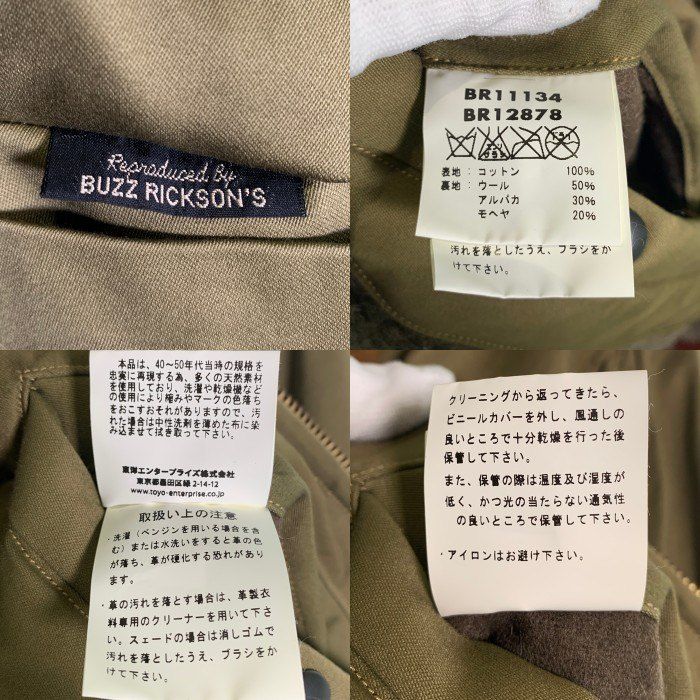 Reproduced By
BUZZ RICKSON'S
BR11134
BR12878
表地:コットン 100%
裏地:ウール 50%
アルパカ 30%
モヘヤ 20%
汚れを落としたうえ、ブラシをか
けて下さい。
本品は、40〜50年代当時の規格を
忠実に再現する為、多くの天然素材
を使用しており、洗濯や乾燥機など
の使用により縮みやマークの色落ち
をおこすおそれがありますので、汚
れた場合は中性洗剤を薄めた布に染
み込ませて拭き取って下さい。
東洋エンタープライズ株式会社
東京都墨田区緑2-14-12
www.toyo-enterprise.co.jp
取扱い上の注意
・洗濯(ベンジンを用いる場合を含
む)または水洗いをすると革の色
が落ち、革が硬化する恐れがあり
ます。
・革の汚れを落とす場合は、革製衣
料専用のクリーナーを用いて下さ
い。スェードの場合は消しゴムで
汚れを落としたうえ、ブラシをか
けて下さい。
クリーニングから返ってきたら、
ビニールカバーを外し、風通しの
良いところで十分乾燥を行った後
保管して下さい。
また、保管の際は温度及び湿度が
低く、かつ光の当たらない通気性
の良いところで保管して下さい。
・アイロンはお避け下さい。